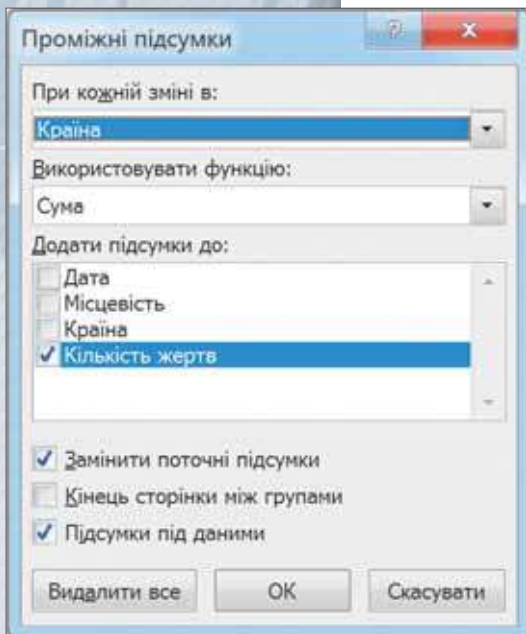 Проміжні підсумки
При кожній зміні в:
Країна
Використовувати функцію:
Сума
Додати підсумки до:
Дата
Місцевість
Країна
Кількість жертв
Замінити поточні підсумки
Кінець сторінки між групами
Підсумки під даними
Видалити все
ОК
Скасувати